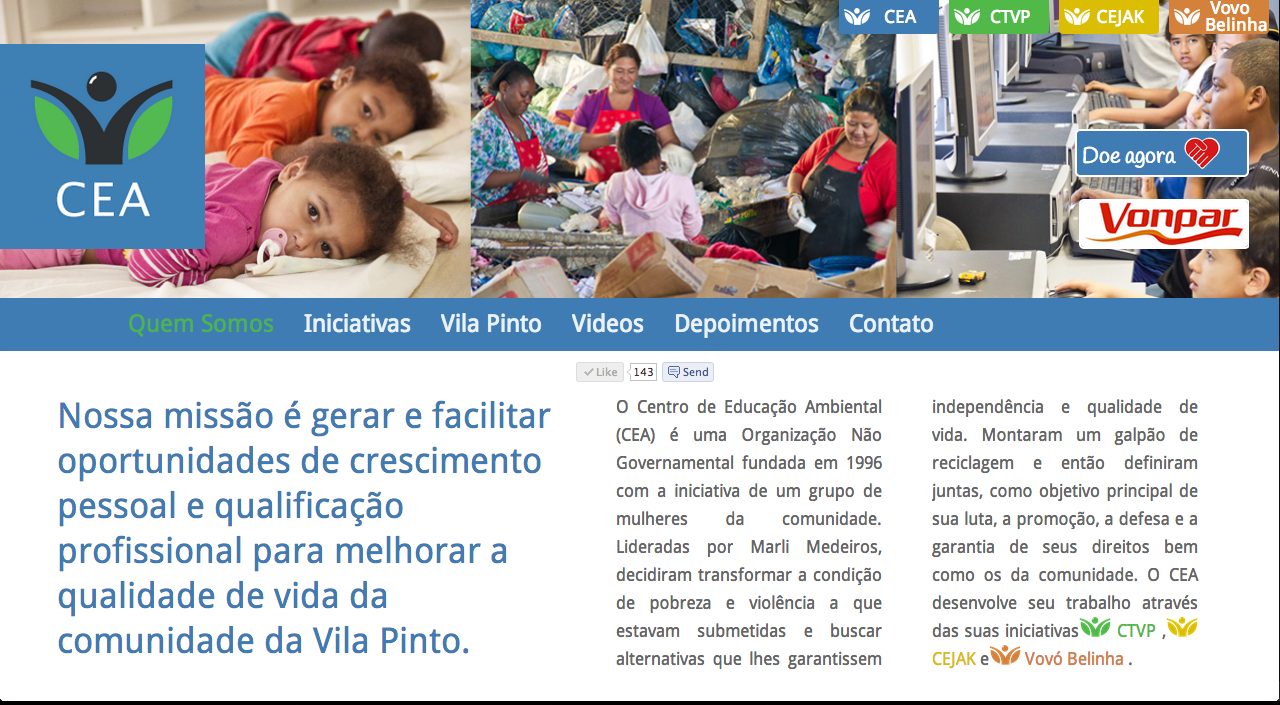 CEA
CTVP
CEJAK
Vovo
Belinha
CEA
Doe agora
Vonpar
Quem Somos
Iniciativas
Vila Pinto
Videos
Depoimentos
Contato
Like
143
Send
Nossa missão é gerar e facilitar
oportunidades de crescimento
pessoal e qualificação
profissional para melhorar a
qualidade de vida da
comunidade da Vila Pinto.
O Centro de Educação Ambiental
(CEA) é uma Organização Não
Governamental fundada em 1996
com a iniciativa de um grupo de
mulheres da comunidade.
Lideradas por Marli Medeiros,
decidiram transformar a condição
de pobreza e violência a que
estavam submetidas e buscar
alternativas que lhes garantissem
independência e qualidade de
vida. Montaram um galpão de
reciclagem e então definiram
juntas, como objetivo principal de
sua luta, a promoção, a defesa e a
garantia de seus direitos bem
como os da comunidade. O CEA
desenvolve seu trabalho através
das suas iniciativas CTVP ,
CEJAK e Vovó Belinha .